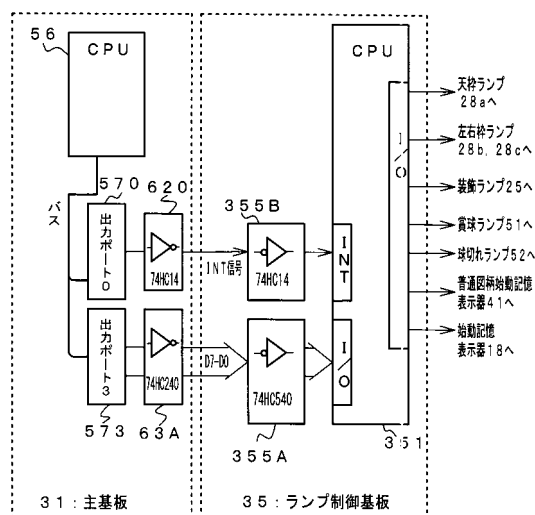 56
CPU
バス
570
出力ポート0
620
74HC14
INT信号
出力ポート3
573
74HC240
63A
D7-D0
31:主基板
355B
74HC14
74HC540
355A
CPU
INT
I/O
I/O
351
35:ランプ制御基板
天枠ランプ
28aへ
左右枠ランプ
28b,28cへ
装飾ランプ25へ
賞球ランプ51へ
球切れランプ52へ
普通図柄始動記憶
表示器41へ
始動記憶
表示器18へ